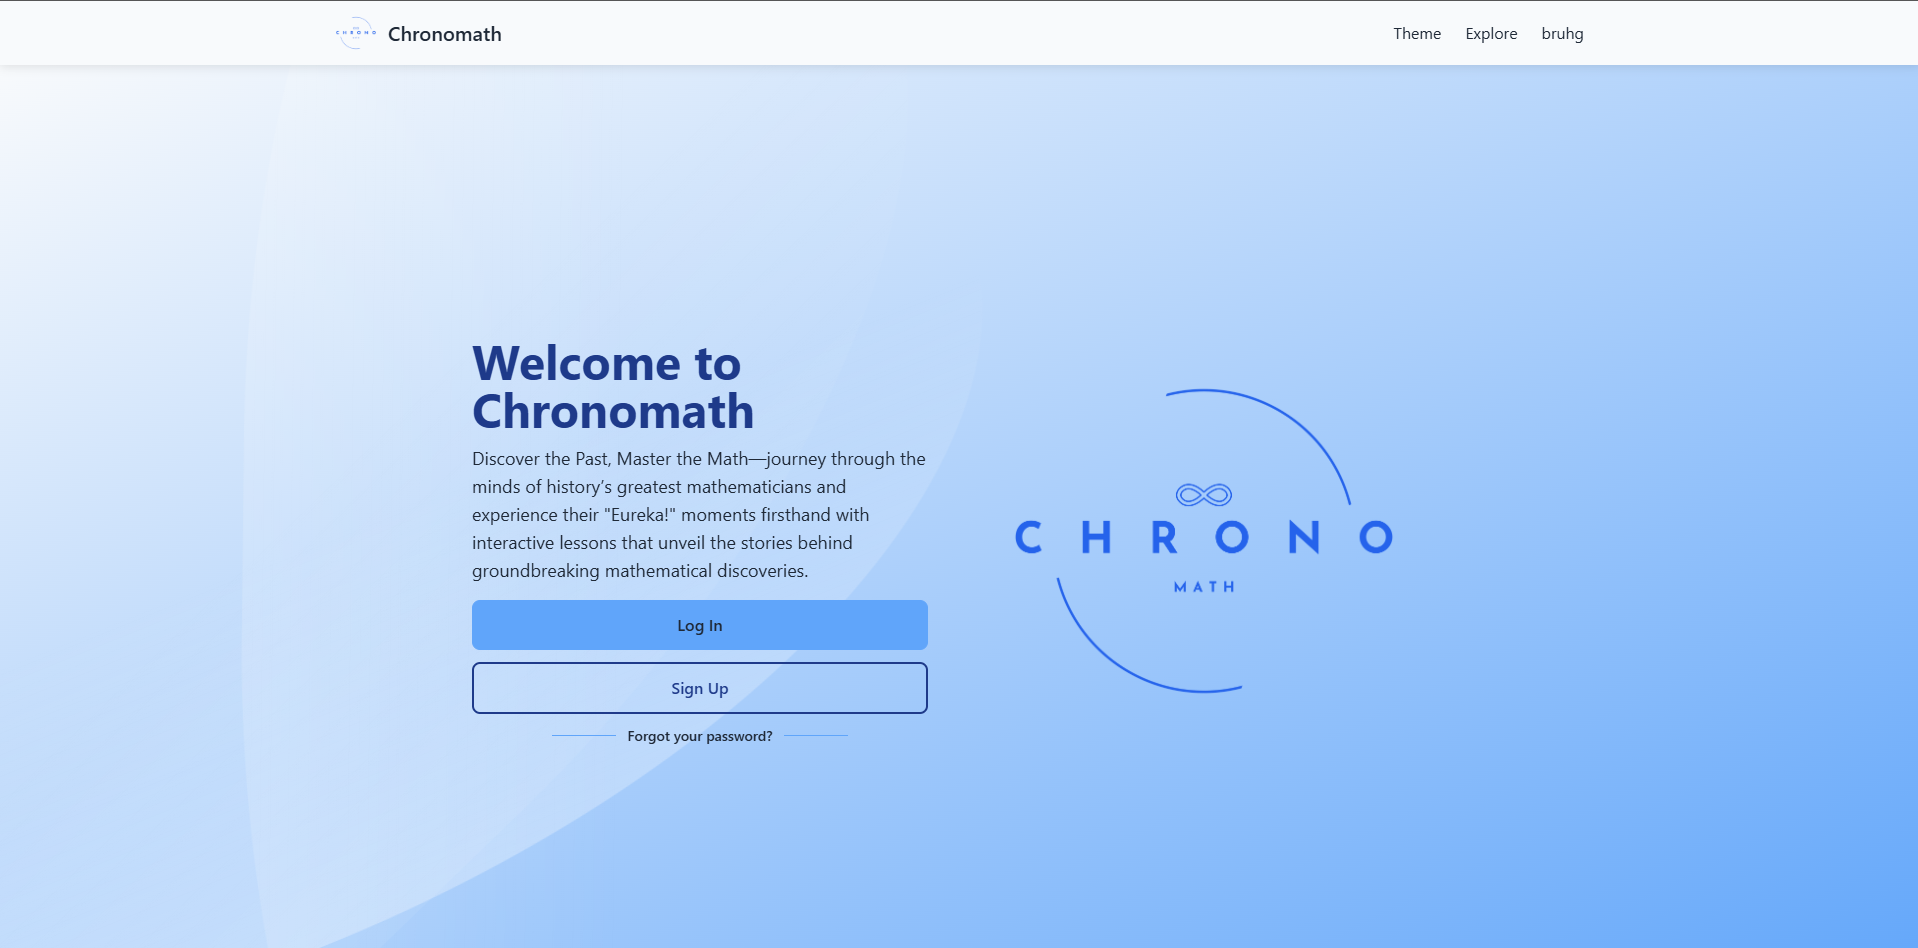 CHRONO Chronomath Theme Explore bruhg
Welcome to
Chronomath
Discover the Past, Master the Math—journey through the
minds of history’s greatest mathematicians and
experience their "Eureka!" moments firsthand with
interactive lessons that unveil the stories behind
groundbreaking mathematical discoveries.
Log In
Sign Up
Forgot your password?
CHRONO
MATH